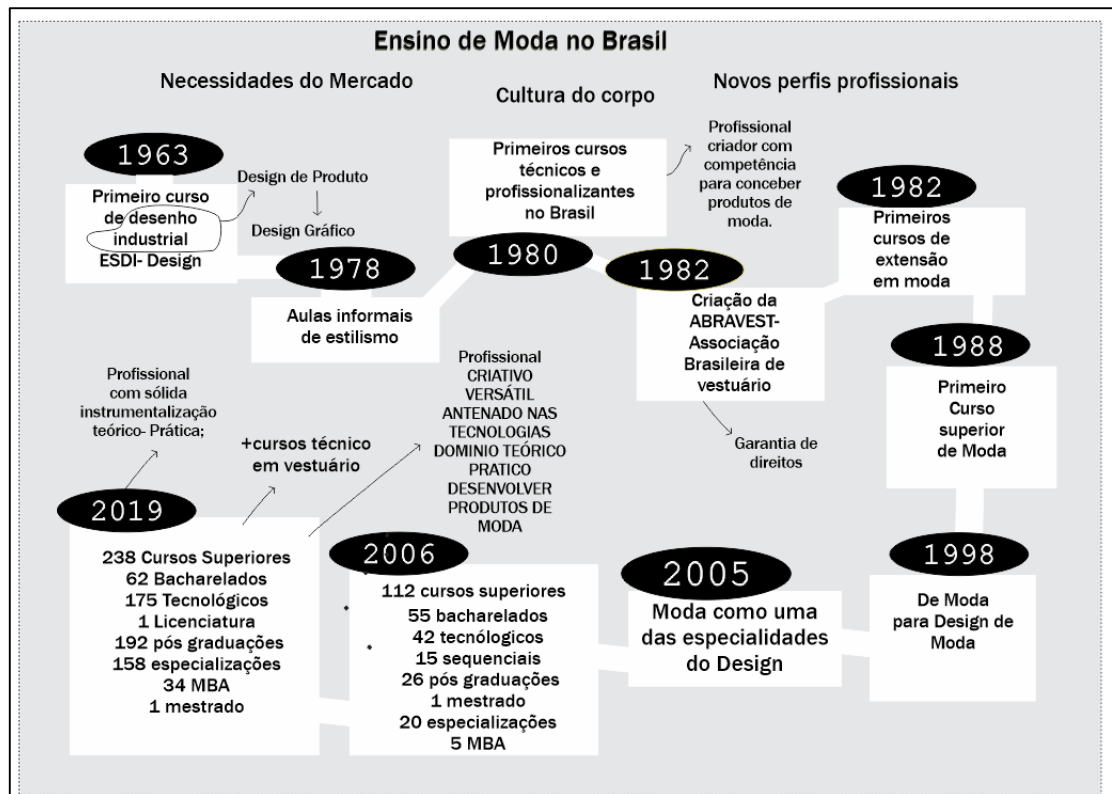 Ensino de Moda no Brasil
Necessidades do Mercado
Cultura do corpo
Novos perfis profissionais
1963
Primeiro curso
de desenho
industrial
ESDI- Design
Design de Produto
Design Gráfico
1978
Aulas informais
de estilismo
Primeiros cursos
técnicos e
profissionalizantes
no Brasil
1980
Profissional
criador com
competência
para conceber
produtos de
moda.
1982
Criação da
ABRAVEST-
Associação
Brasileira de
vestuário
Garantia de
direitos
1982
Primeiros
cursos de
extensão
em moda
1988
Primeiro
Curso
superior
de Moda
1998
De Moda
para Design de
Moda
2005
Moda como uma
das especialidades
do Design
2006
112 cursos superiores
55 bacharelados
42 tecnólogicos
15 sequenciais
26 pós graduações
1 mestrado
20 especializações
5 MBA
2019
238 Cursos Superiores
62 Bacharelados
175 Tecnológicos
1 Licenciatura
192 pós graduações
158 especializações
34 MBA
1 mestrado
Profissional
com sólida
instrumentalização
teórico- Prática;
+cursos técnico
em vestuário
Profissional
CRIATIVO
VERSÁTIL
ANTENADO NAS
TECNOLOGIAS
DOMINIO TEÓRICO
PRATICO
DESENVOLVER
PRODUTOS DE
MODA